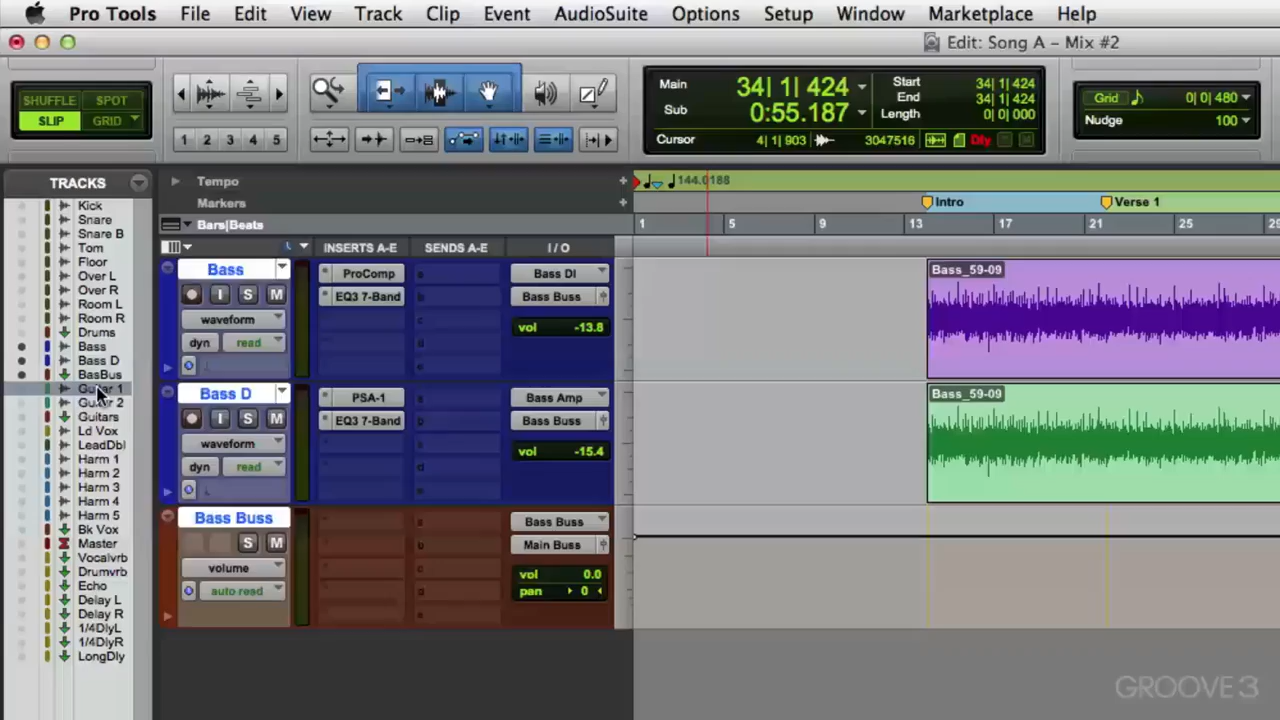 Pro Tools File Edit View Track Clip Event AudioSuite Options Setup Window Marketplace Help
Edit: Song A – Mix #2
SHUFFLE SPOT
SLIP GRID
1 2 3 4 5
Main 34| 1| 424
Sub 0:55.187
Start 34| 1| 424
End 34| 1| 424
Length 0| 0| 000
Cursor 4| 1| 903 3047516 Dly
Grid 0| 0| 480
Nudge 100
TRACKS
Kick
Snare
Snare B
Tom
Floor
Over L
Over R
Room L
Room R
Drums
Bass
Bass D
BasBus
Guitar 1
Guitar 2
Guitars
Ld Vox
LeadDbl
Harm 1
Harm 2
Harm 3
Harm 4
Harm 5
Bk Vox
Master
Vocalvrb
Drumvrb
Echo
Delay L
Delay R
1/4DlyL
1/4DlyR
LongDly
Tempo
144.0188
Markers
Intro Verse 1
Bars|Beats
1 5 9 13 17 21 25 29
INSERTS A-E SENDS A-E I / O
Bass
I S M
waveform
dyn read
ProComp
EQ3 7-Band
a
b
c
d
e
Bass DI
Bass Buss
vol -13.8
Bass_59-09
Bass D
I S M
waveform
dyn read
PSA-1
EQ3 7-Band
a
b
c
d
e
Bass Amp
Bass Buss
vol -15.4
Bass_59-09
Bass Buss
S M
volume
auto read
a
b
c
d
e
Bass Buss
Main Buss
vol 0.0
pan 0
GROOVE3